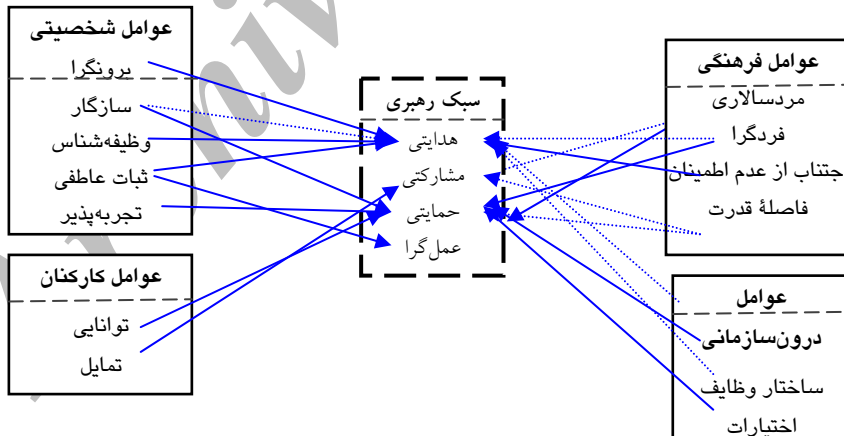 عوامل شخصیتی
برونگرا
سازگار
وظیفه‌شناس
ثبات عاطفی
تجربه‌پذیر
عوامل کارکنان
توانایی
تمایل
سبک رهبری
هدایتی
مشارکتی
حمایتی
عمل‌گرا
عوامل فرهنگی
مردسالاری
فردگرا
جتناب از عدم اطمینان
فاصلهٔ قدرت
عوامل
درون‌سازمانی
ساختار وظایف
اختیارات